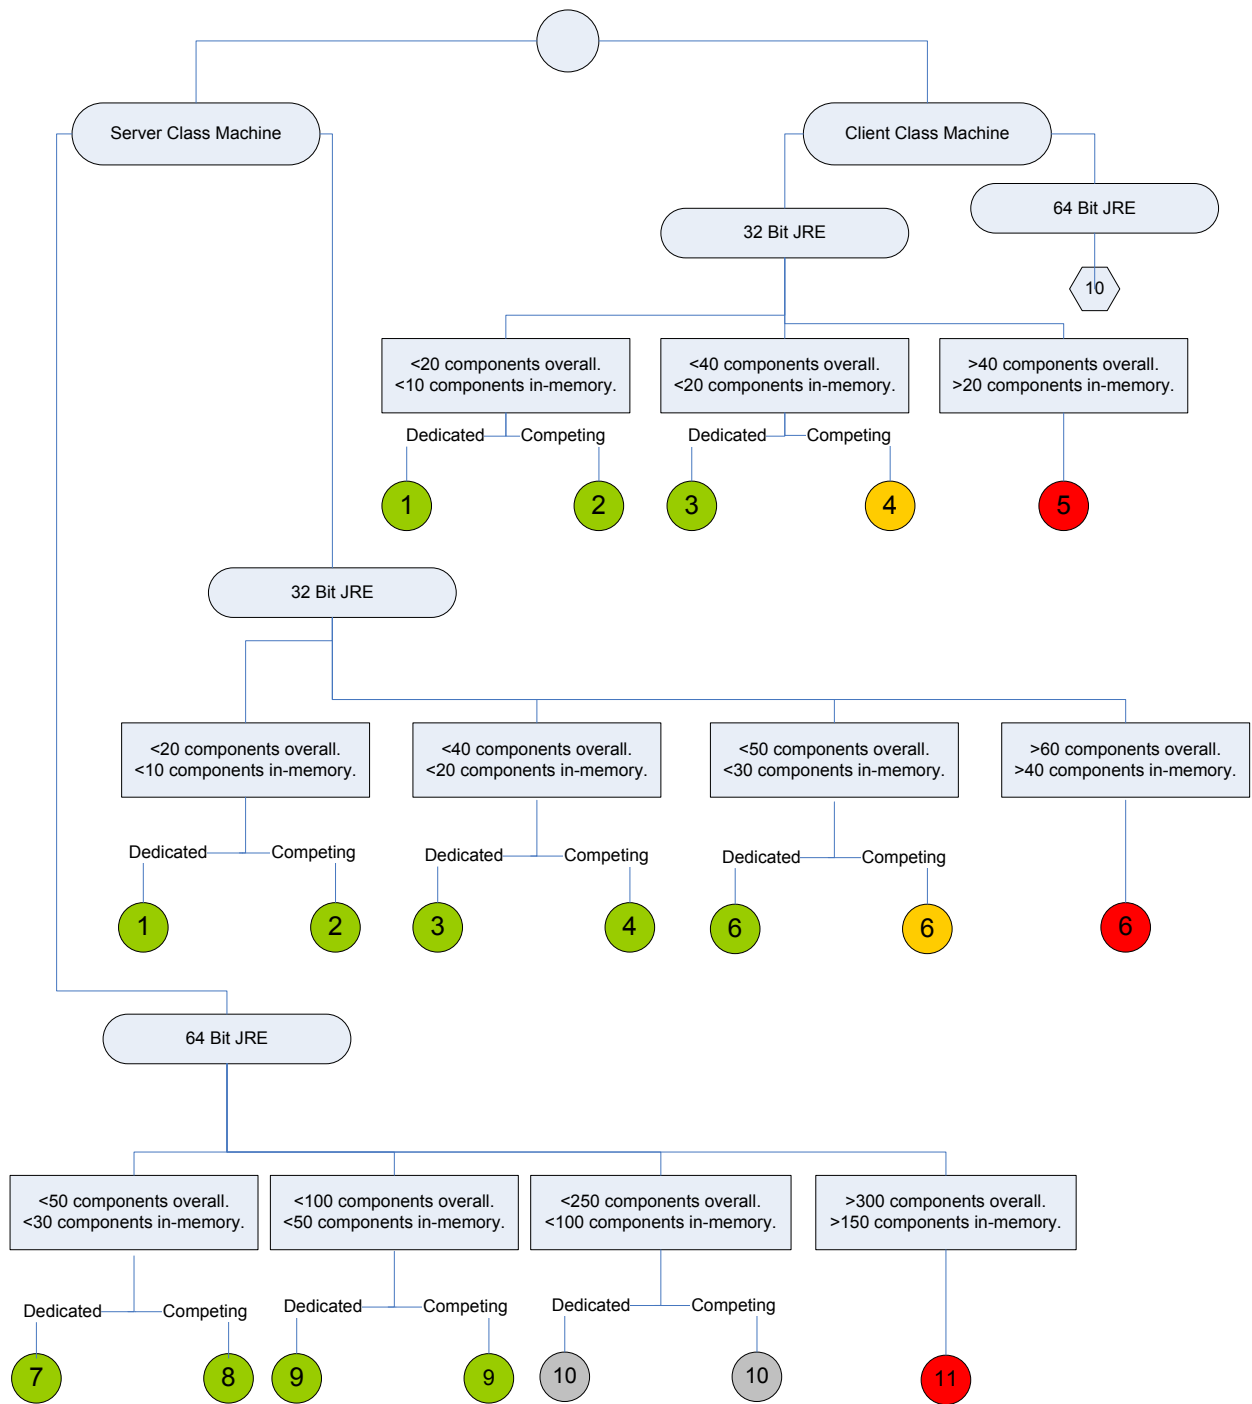 Server Class Machine
Client Class Machine
64 Bit JRE
32 Bit JRE
10
<20 components overall.
<10 components in-memory.
<40 components overall.
<20 components in-memory.
>40 components overall.
>20 components in-memory.
Dedicated
Competing
Dedicated
Competing
1
2
3
4
5
32 Bit JRE
<20 components overall.
<10 components in-memory.
<40 components overall.
<20 components in-memory.
<50 components overall.
<30 components in-memory.
>60 components overall.
>40 components in-memory.
Dedicated
Competing
Dedicated
Competing
Dedicated
Competing
1
2
3
4
6
6
6
64 Bit JRE
<50 components overall.
<30 components in-memory.
<100 components overall.
<50 components in-memory.
<250 components overall.
<100 components in-memory.
>300 components overall.
>150 components in-memory.
Dedicated
Competing
Dedicated
Competing
Dedicated
Competing
7
8
9
9
10
10
11